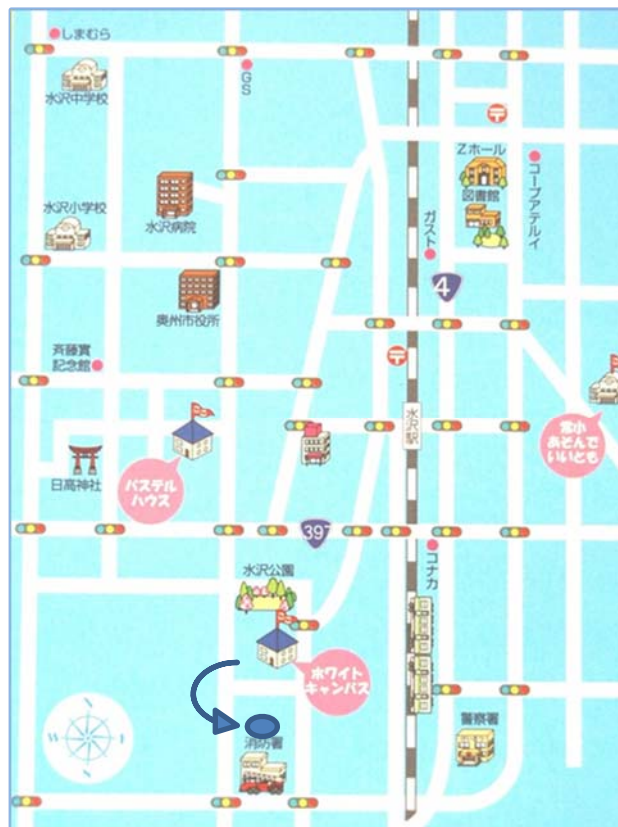 しまむら
水沢中学校
GS
〒
Zホール
図書館
コープアテルイ
水沢小学校
水沢病院
ガスト
4
奥州市役所
斉藤實
記念館
〒
水沢駅
常小
あそんで
いいとも
日高神社
パステル
ハウス
397
水沢公園
コナカ
ホワイト
キャンパス
消防署
警察署